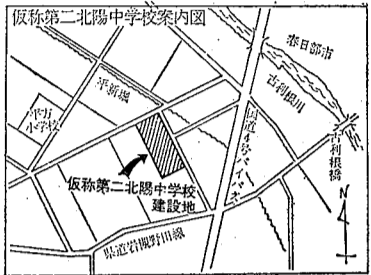 仮称第二北陽中学校案内図
春日部市
古利根川
平新堀
平方
小学校
国道4号バイパス
古利根橋
仮称第二北陽中学校
建設地
県道岩槻野田線
N